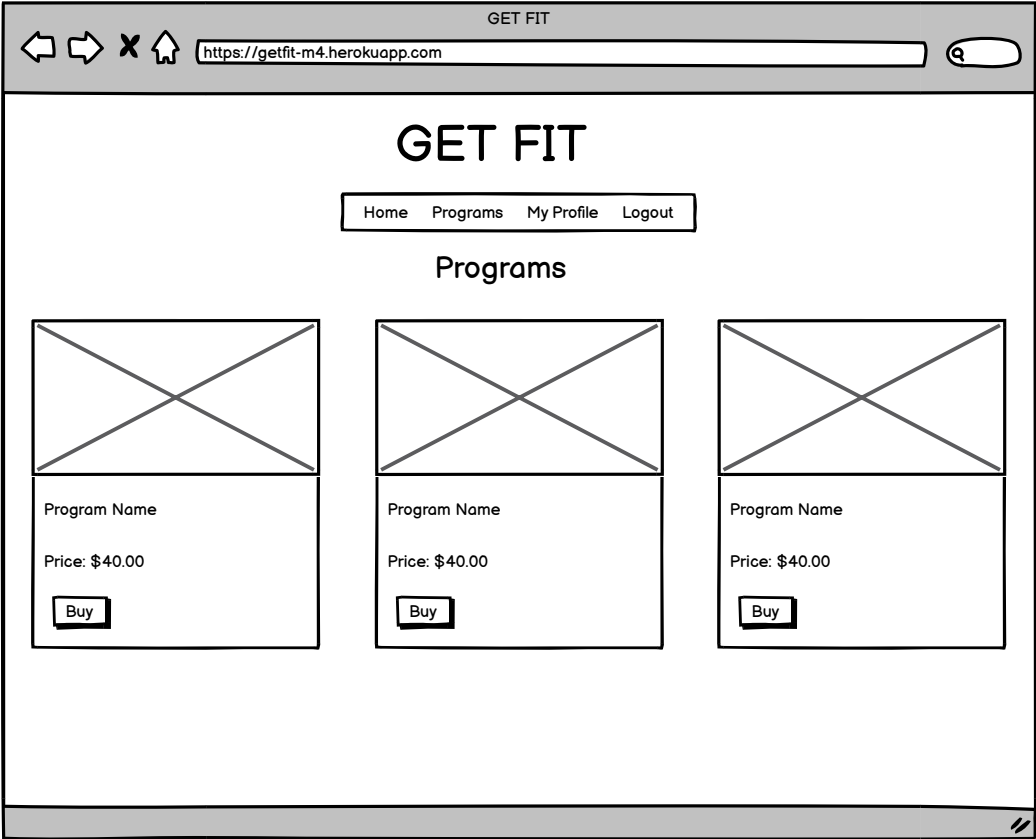 GET FIT
https://getfit-m4.herokuapp.com
GET FIT
Home Programs My Profile Logout
Programs
Program Name Program Name Program Name
Price: $40.00 Price: $40.00 Price: $40.00
Buy Buy Buy